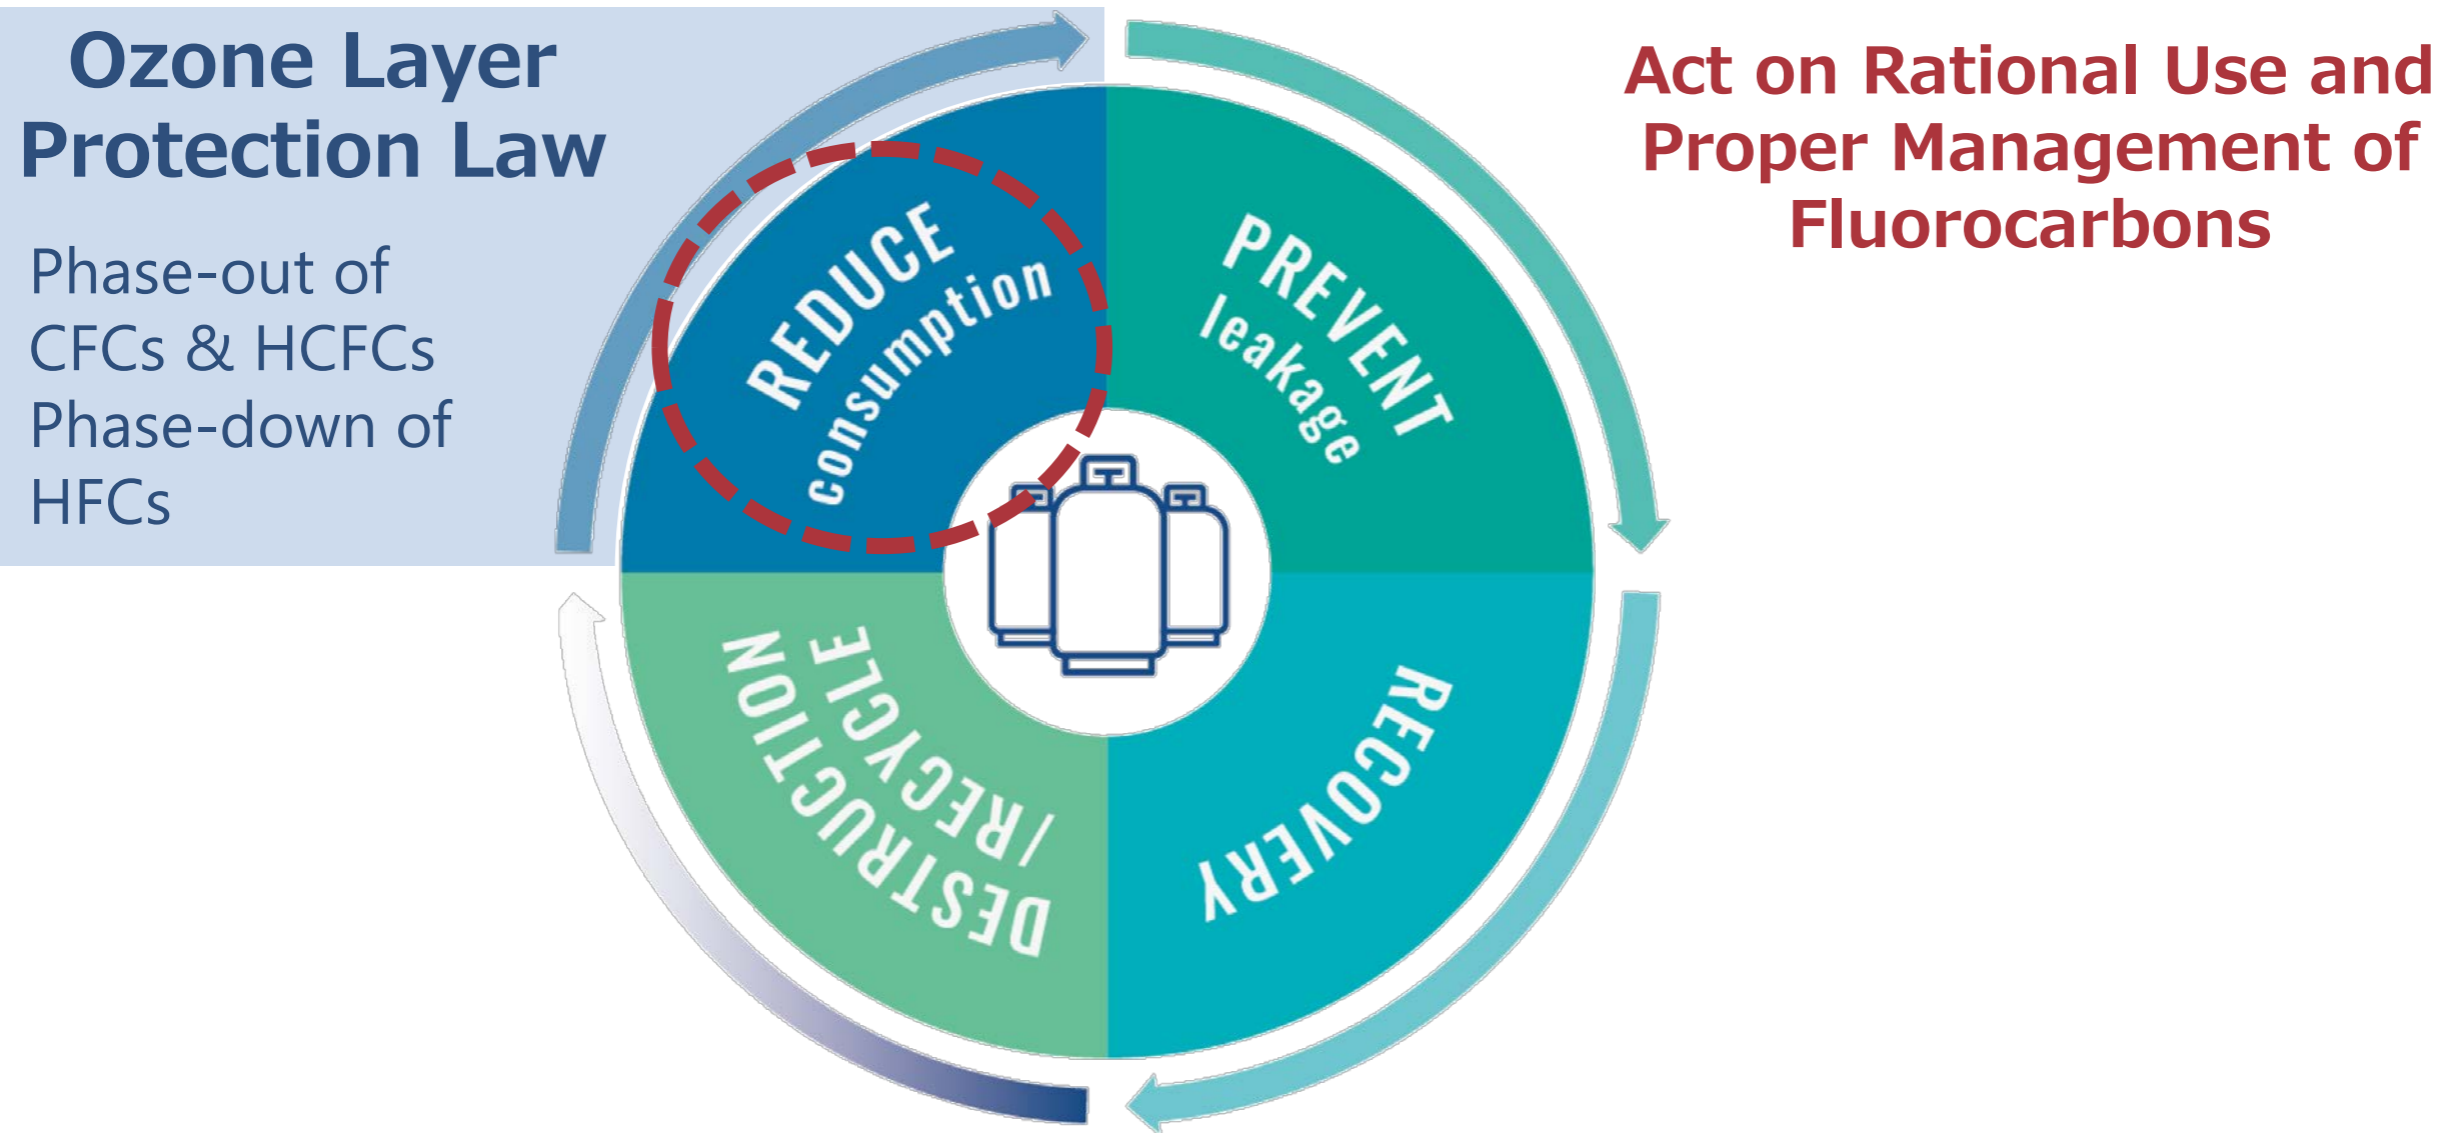 Ozone Layer
Protection Law
Phase-out of
CFCs & HCFCs
Phase-down of
HFCs
Act on Rational Use and
Proper Management of
Fluorocarbons
REDUCE
consumption
PREVENT
leakage
RECOVERY
DESTRUCTION
/RECYCLE